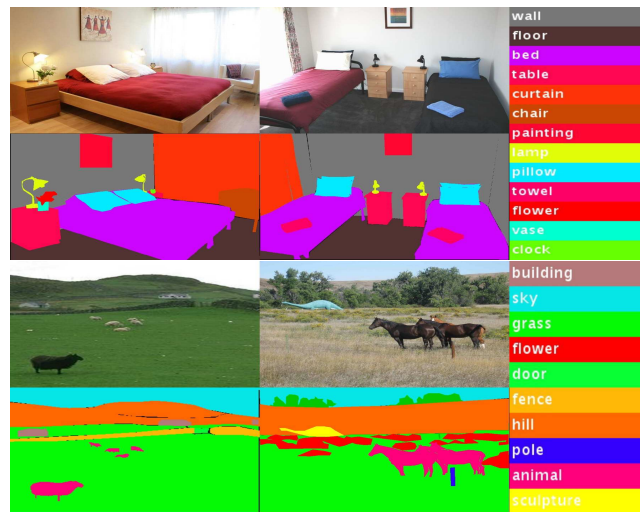 wall
floor
bed
table
curtain
chair
painting
lamp
pillow
towel
flower
vase
clock
building
sky
grass
flower
door
fence
hill
pole
animal
sculpture